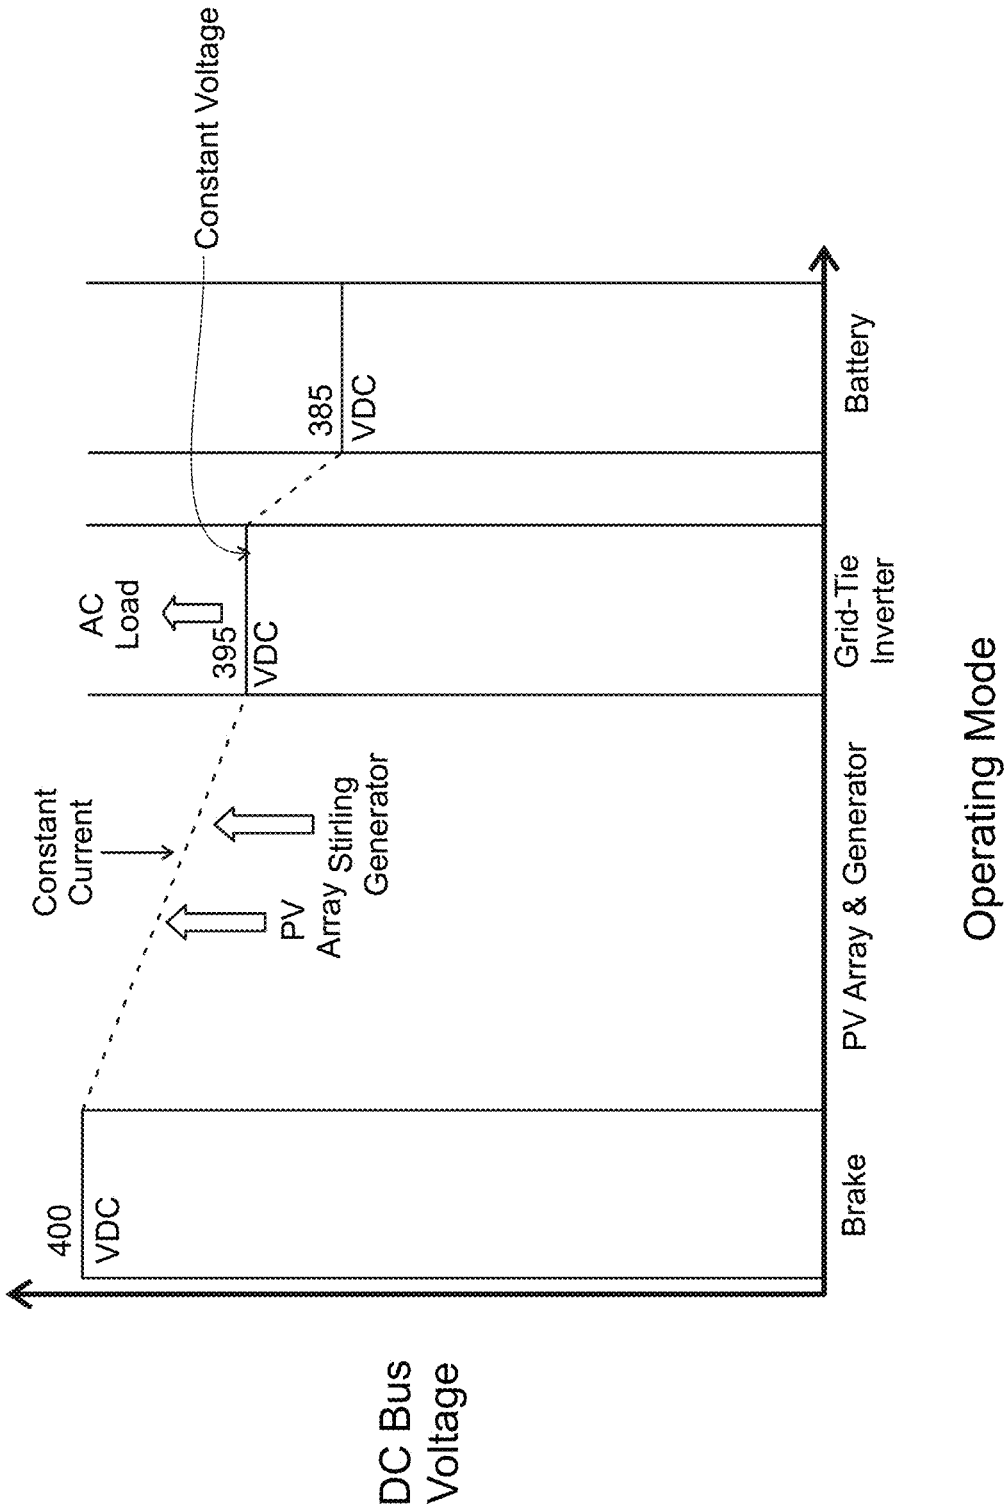 DC Bus
Voltage
400
VDC
Constant
Current
PV
Array
Stirling
Generator
AC
Load
395
VDC
385
VDC
Constant Voltage
Brake
PV Array & Generator
Grid-Tie
Inverter
Battery
Operating Mode